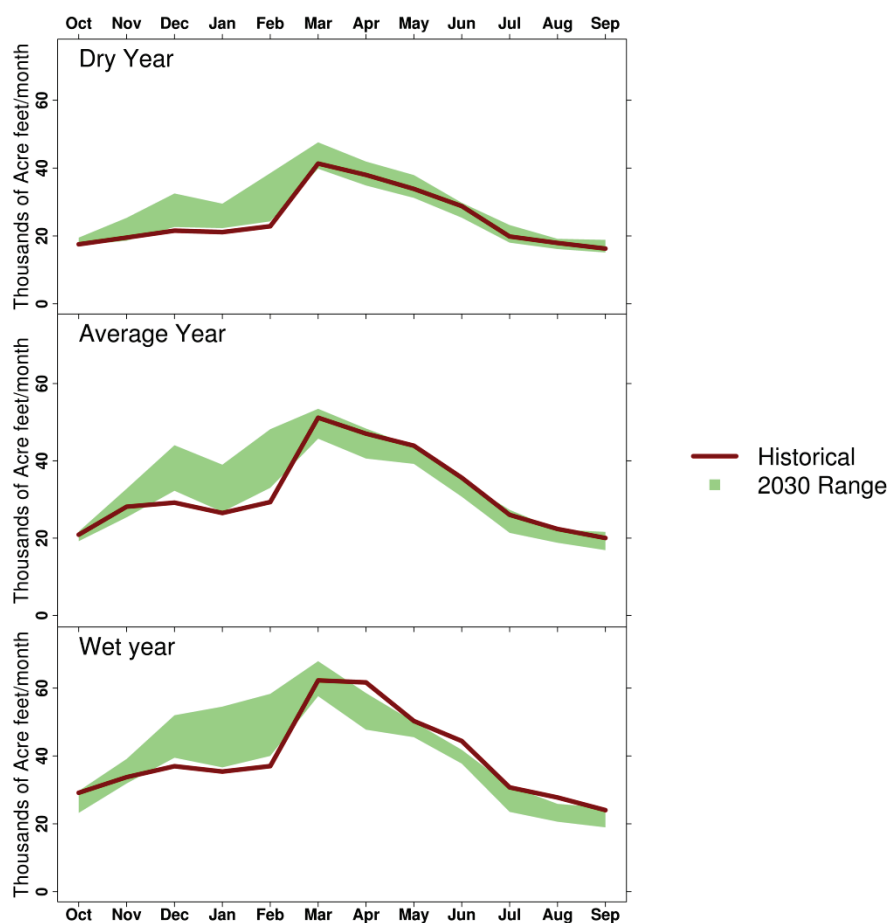 Oct Nov Dec Jan Feb Mar Apr May Jun Jul Aug Sep
Dry Year
Thousands of Acre feet/month
60
40
20
0
Average Year
Thousands of Acre feet/month
60
40
20
0
Historical
2030 Range
Wet year
Thousands of Acre feet/month
60
40
20
0
Oct Nov Dec Jan Feb Mar Apr May Jun Jul Aug Sep